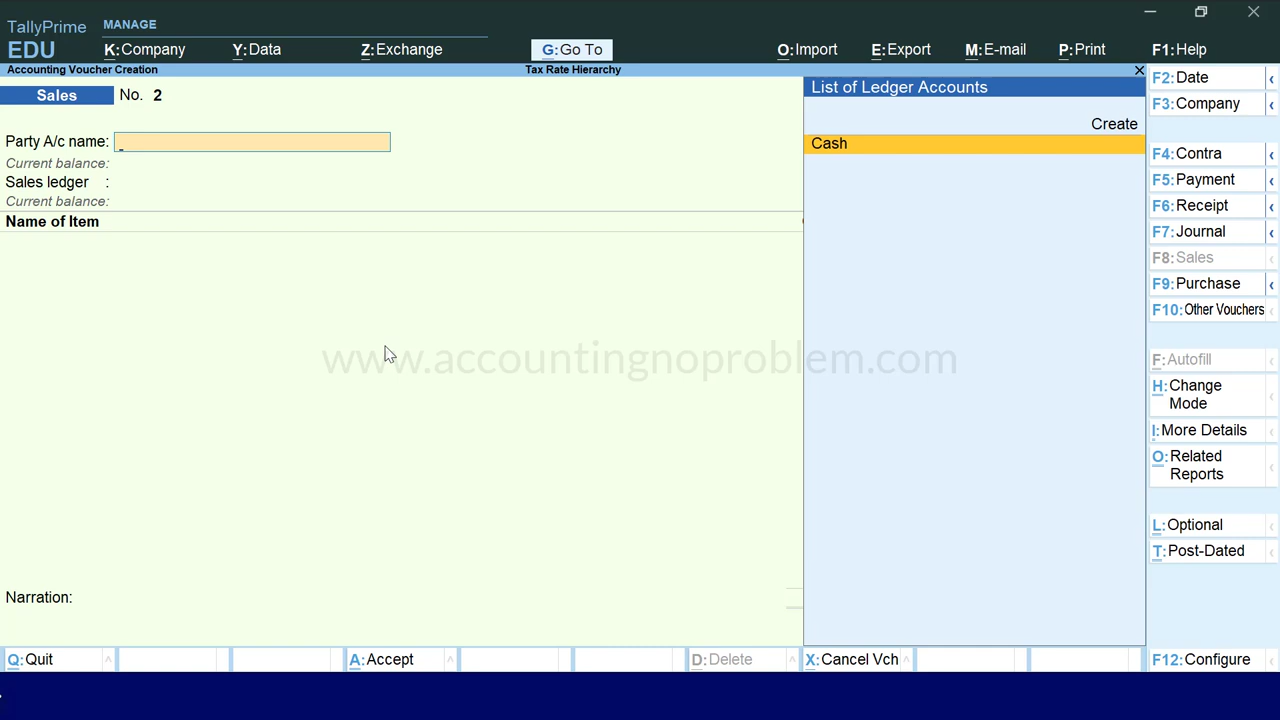 TallyPrime
EDU
MANAGE
K:Company
Y:Data
Z:Exchange
G:Go To
O:Import
E:Export
M:E-mail
P:Print
F1:Help
Accounting Voucher Creation
Tax Rate Hierarchy
Sales
No. 2
Party A/c name:
Current balance:
Sales ledger :
Current balance:
Name of Item
List of Ledger Accounts
Create
Cash
F2:Date
F3:Company
F4:Contra
F5:Payment
F6:Receipt
F7:Journal
F8:Sales
F9:Purchase
F10:Other Vouchers
F:Autofill
H:Change
Mode
I:More Details
O:Related
Reports
L:Optional
T:Post-Dated
www.accountingnoproblem.com
Narration:
Q:Quit
A:Accept
D:Delete
X:Cancel Vch
F12:Configure